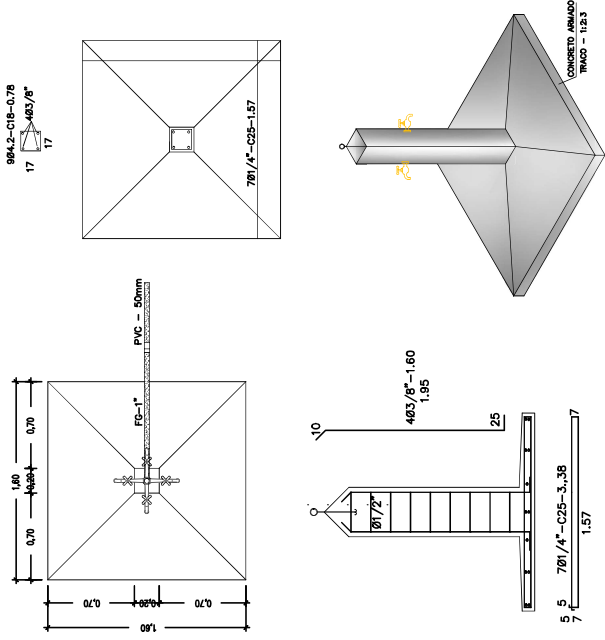 9Ø4.2-C18-0.78
4Ø3/8"
17
17
7Ø1/4"-C25-1.57
CONCRETO ARMADO
TRACO - 1:2:3
1,60
0,70
0,20
0,70
PVC - 50mm
FG-1"
0,70
0,20
0,70
1,60
10
4Ø3/8"-1.60
1.95
25
Ø1/2"
5
5
7Ø1/4"-C25-3.,38
7
1.57
7